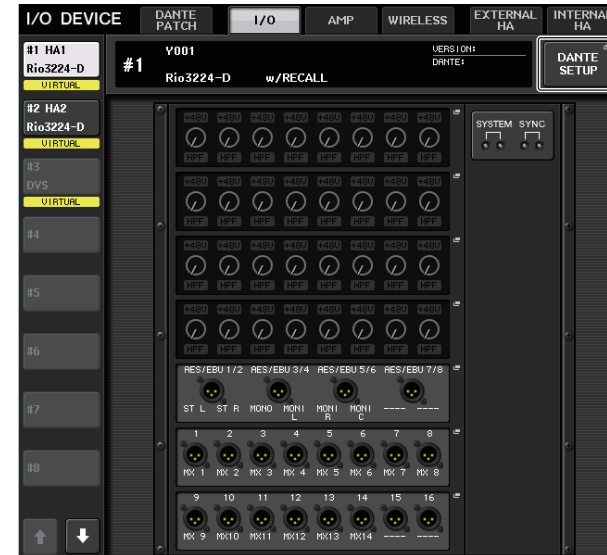 I/O DEVICE
DANTE PATCH
I/O
AMP
WIRELESS
EXTERNAL HA
INTERNAL HA
#1 HA1
Rio3224-D
VIRTUAL
#1
Y001
Rio3224-D w/RECALL
VERSION:
DANTE:
DANTE SETUP
#2 HA2
Rio3224-D
VIRTUAL
#3
DVS
VIRTUAL
#4
#5
#6
#7
#8
SYSTEM SYNC
+48V +48V +48V +48V +48V +48V +48V +48V
HPF HPF HPF HPF HPF HPF HPF HPF
+48V +48V +48V +48V +48V +48V +48V +48V
HPF HPF HPF HPF HPF HPF HPF HPF
+48V +48V +48V +48V +48V +48V +48V +48V
HPF HPF HPF HPF HPF HPF HPF HPF
+48V +48V +48V +48V +48V +48V +48V +48V
HPF HPF HPF HPF HPF HPF HPF HPF
AES/EBU 1/2 AES/EBU 3/4 AES/EBU 5/6 AES/EBU 7/8
ST L ST R MONO MONI L MONI R MONI C ---- ----
1 2 3 4 5 6 7 8
MX 1 MX 2 MX 3 MX 4 MX 5 MX 6 MX 7 MX 8
9 10 11 12 13 14 15 16
MX 9 MX10 MX11 MX12 MX13 MX14 ---- ----